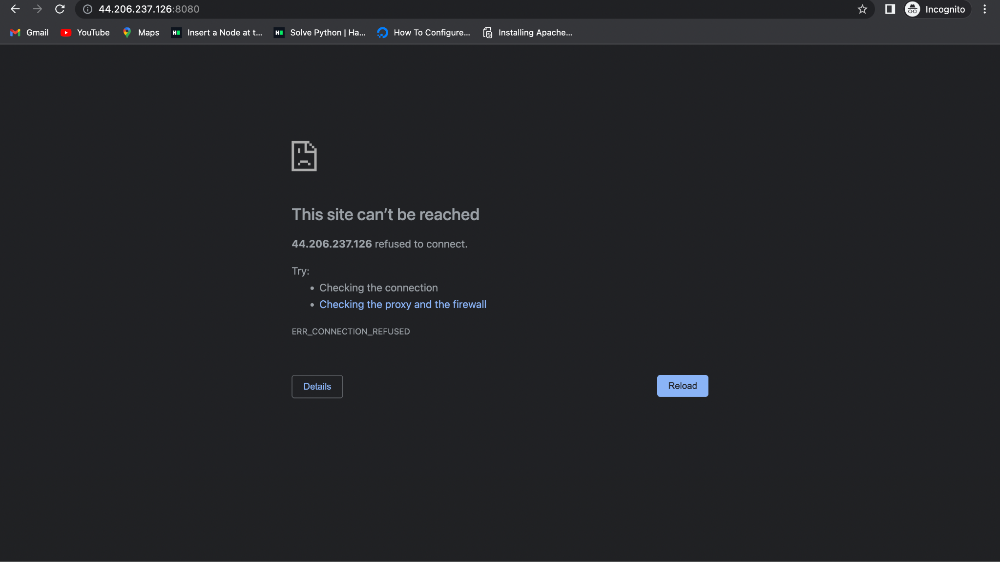 44.206.237.126:8080
Incognito
Gmail
YouTube
Maps
Insert a Node at t...
Solve Python | Ha...
How To Configure...
Installing Apache...
This site can’t be reached
44.206.237.126 refused to connect.
Try:
• Checking the connection
• Checking the proxy and the firewall
ERR_CONNECTION_REFUSED
Details
Reload